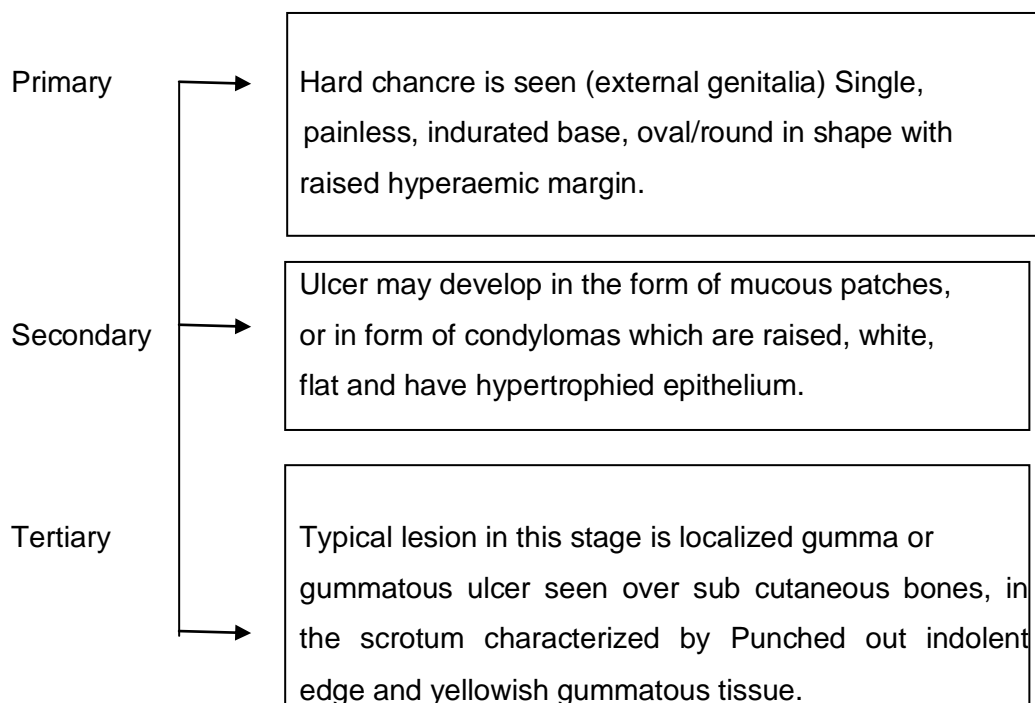 Primary
Hard chancre is seen (external genitalia) Single,
painless, indurated base, oval/round in shape with
raised hyperaemic margin.
Secondary
Ulcer may develop in the form of mucous patches,
or in form of condylomas which are raised, white,
flat and have hypertrophied epithelium.
Tertiary
Typical lesion in this stage is localized gumma or
gummatous ulcer seen over sub cutaneous bones, in
the scrotum characterized by Punched out indolent
edge and yellowish gummatous tissue.